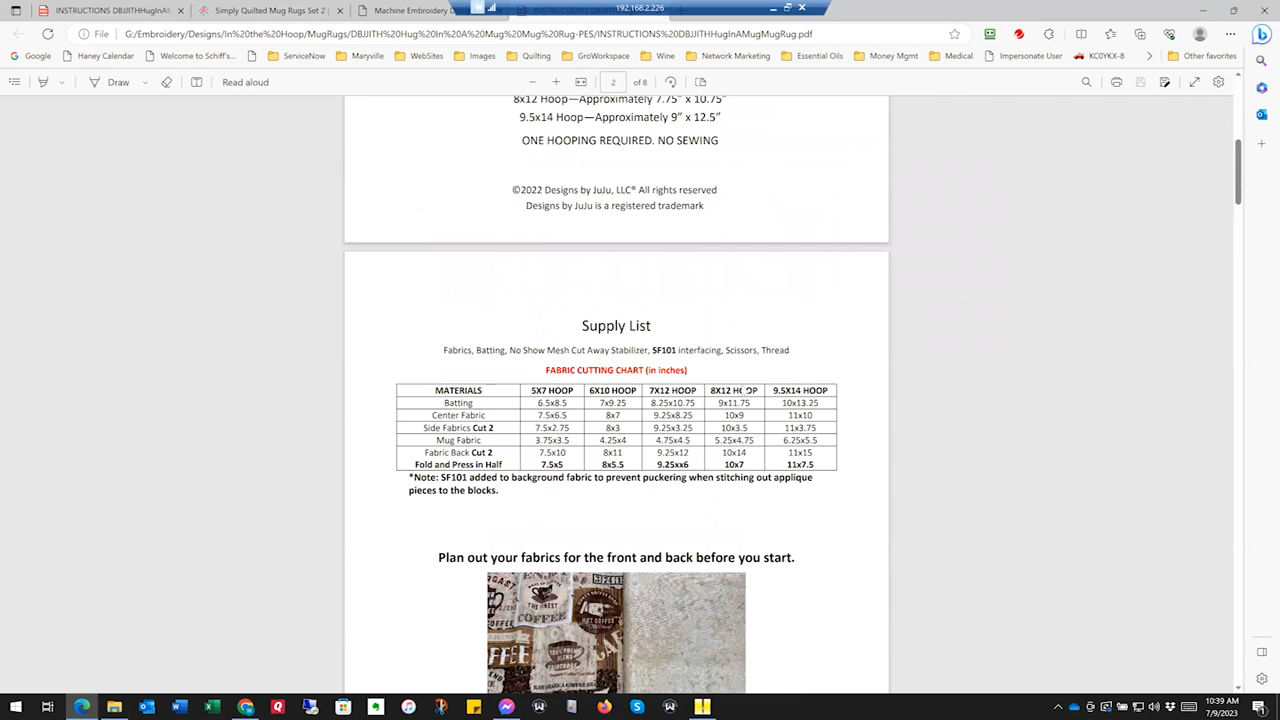 192.168.2.226
INSTRUCTIONS DBJJITHHugInA
Simply Quilted Mug Rugs Set 2
Machine Embroidery
File G:/Embroidery/Designs/In%20the%20Hoop/MugRugs/DBJJITHH%20Hug%20In%20A%20Mug%20Mug%20Rug-PES/INSTRUCTIONS%20DBJJITHHugInAMugMugRug.pdf
Google Haney Calendar Welcome to Schiff's... ServiceNow Maryville WebSites Images Quilting GroWorkspace Wine Network Marketing Essential Oils Money Mgmt Medical Impersonate User KC0YKX-8 Other favorites
Draw Read aloud 2 of 8
8x12 Hoop—Approximately 7.75" x 10.75"
9.5x14 Hoop—Approximately 9" x 12.5"
ONE HOOPING REQUIRED. NO SEWING
©2022 Designs by JuJu, LLC® All rights reserved
Designs by JuJu is a registered trademark
Supply List
Fabrics, Batting, No Show Mesh Cut Away Stabilizer, SF101 interfacing, Scissors, Thread
FABRIC CUTTING CHART (in inches)
MATERIALS 5X7 HOOP 6X10 HOOP 7X12 HOOP 8X12 HOOP 9.5X14 HOOP
Batting 6.5x8.5 7x9.25 8.25x10.75 9x11.75 10x13.25
Center Fabric 7.5x6.5 8x7 9.25x8.25 10x9 11x10
Side Fabrics Cut 2 7.5x2.75 8x3 9.25x3.25 10x3.5 11x3.75
Mug Fabric 3.75x3.5 4.25x4 4.75x4.5 5.25x4.75 6.25x5.5
Fabric Back Cut 2 7.5x10 8x11 9.25x12 10x14 11x15
Fold and Press in Half 7.5x5 8x5.5 9.25xx6 10x7 11x7.5
*Note: SF101 added to background fabric to prevent puckering when stitching out applique
pieces to the blocks.
Plan out your fabrics for the front and back before you start.
THE FINEST
COFFEE
HOT COFFEE
10:39 AM
7/9/2023